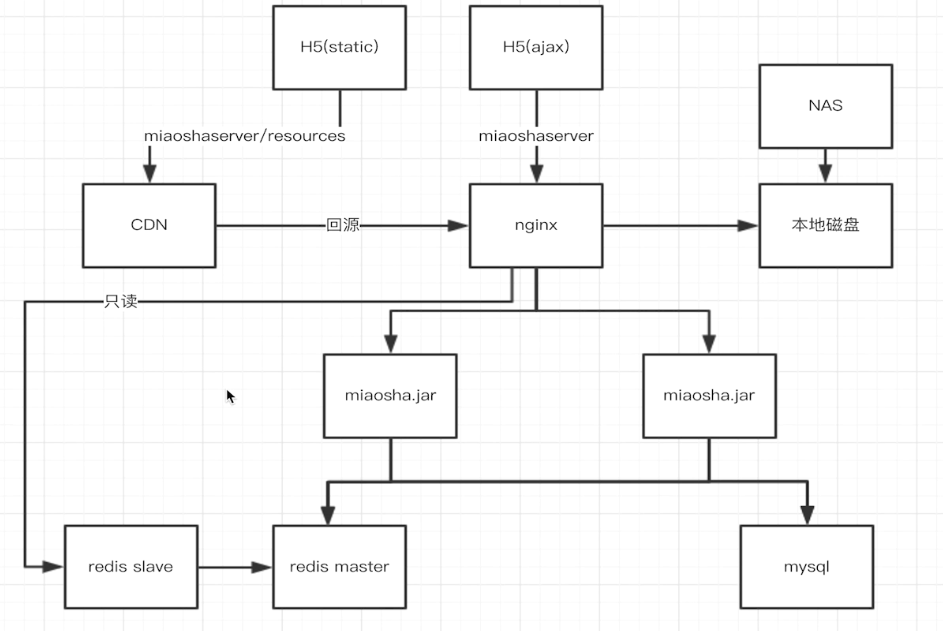 H5(static)
H5(ajax)
NAS
miaoshaserver/resources
miaoshaserver
CDN
回源
nginx
本地磁盘
只读
miaosha.jar
miaosha.jar
redis slave
redis master
mysql